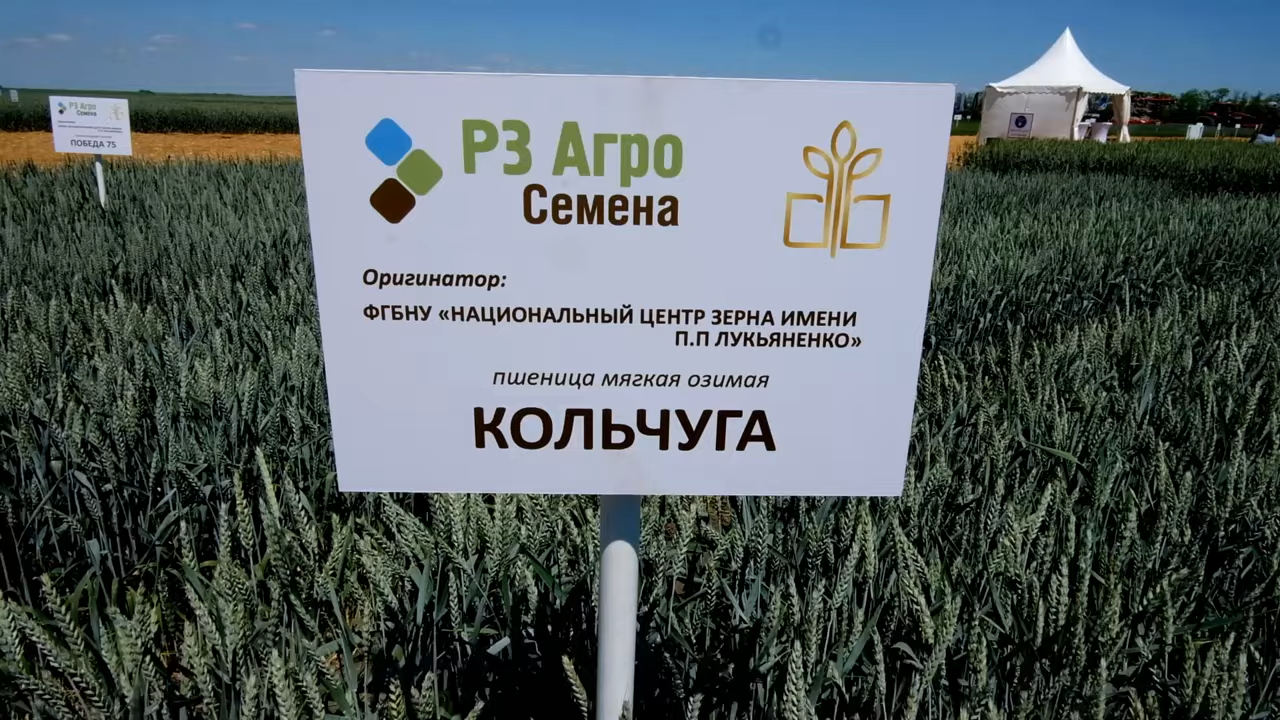 РЗ Агро
Семена
Оригинатор:
ФГБНУ «НАЦИОНАЛЬНЫЙ ЦЕНТР ЗЕРНА ИМЕНИ
П.П ЛУКЬЯНЕНКО»
пшеница мягкая озимая
КОЛЬЧУГА
РЗ Агро
Семена
ПОБЕДА 75